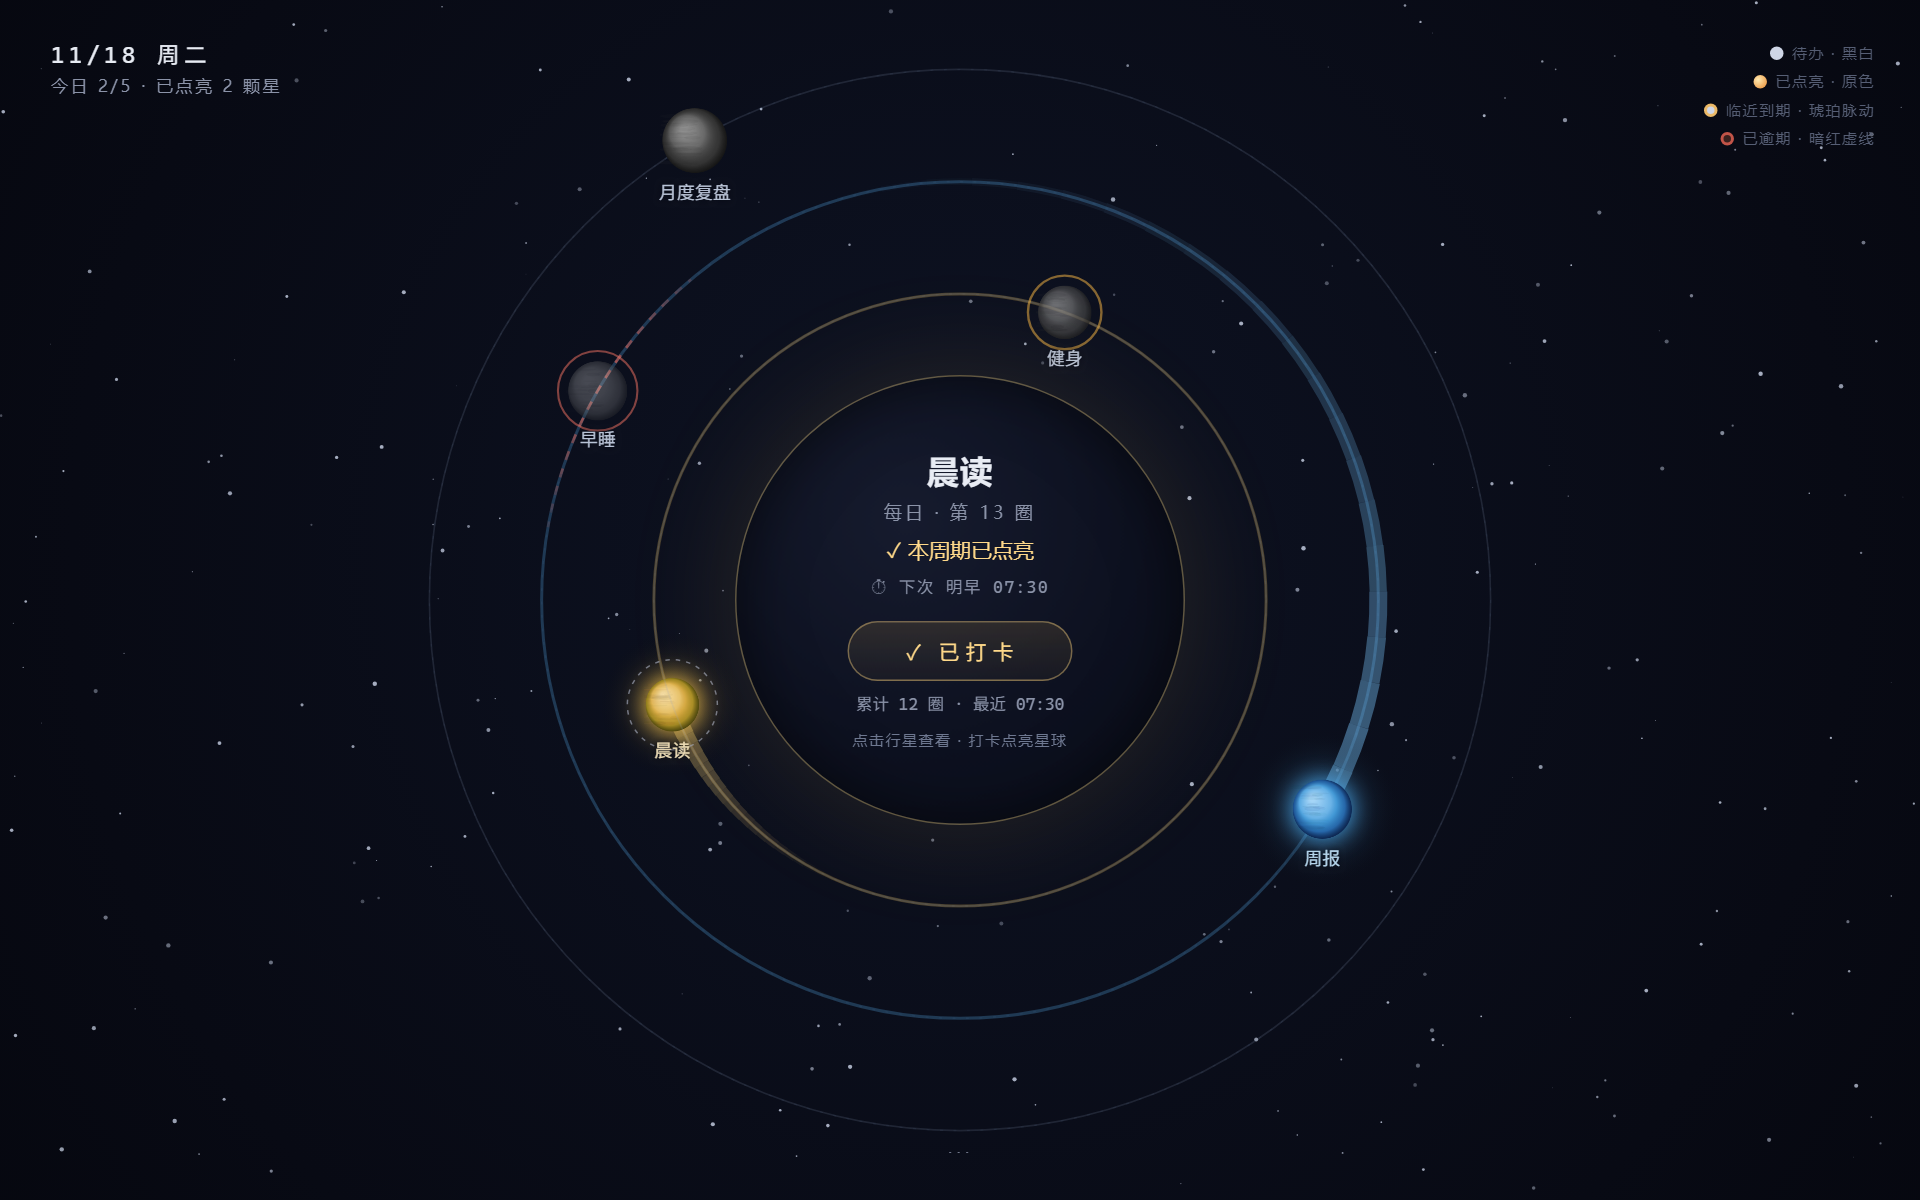 11/18 周二
今日 2/5 · 已点亮 2 颗星
待办 · 黑白
已点亮 · 原色
临近到期 · 琥珀脉动
已逾期 · 暗红虚线
月度复盘
健身
早睡
晨读
每日 · 第 13 圈
✓ 本周期已点亮
⏱ 下次 明早 07:30
✓ 已打卡
累计 12 圈 · 最近 07:30
点击行星查看 · 打卡点亮星球
晨读
周报